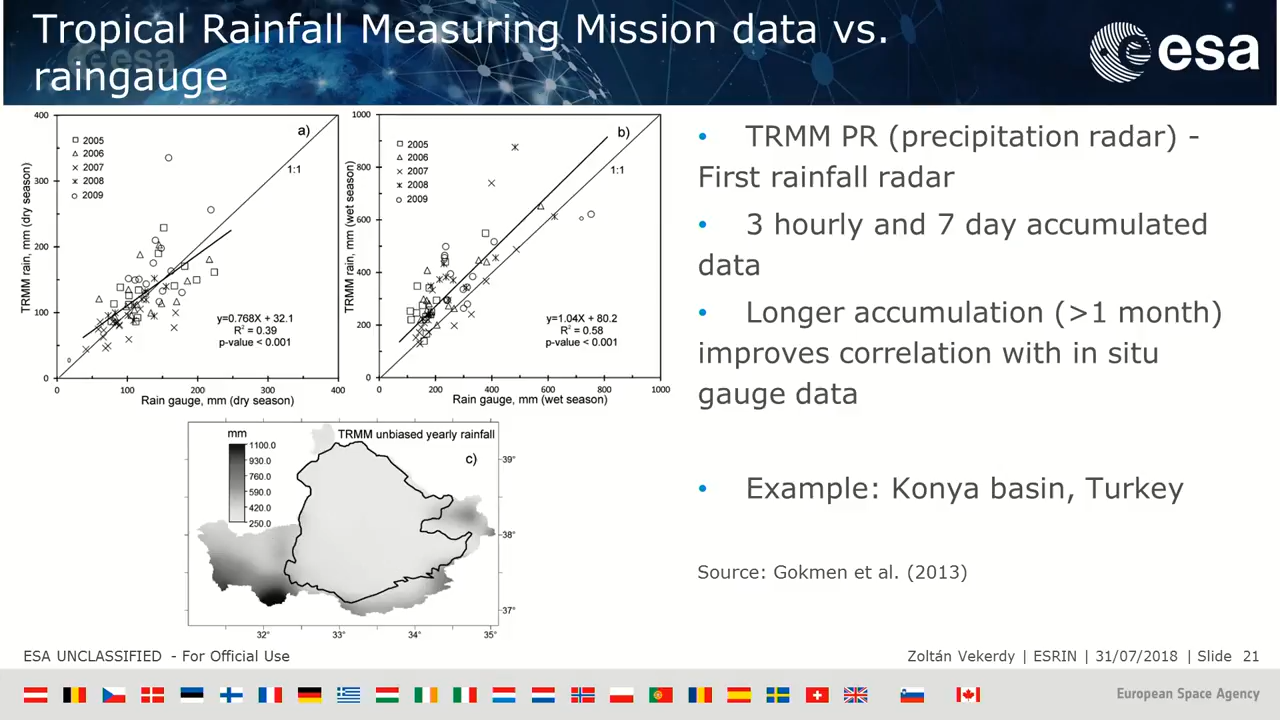 Tropical Rainfall Measuring Mission data vs.
raingauge
esa
400
300
200
100
0
TRMM rain, mm (dry season)
a)
2005
2006
2007
2008
2009
1:1
y=0.768X + 32.1
R² = 0.39
p-value < 0.001
0 100 200 300 400
Rain gauge, mm (dry season)
1000
800
600
400
200
0
TRMM rain, mm (wet season)
b)
2005
2006
2007
2008
2009
1:1
y=1.04X + 80.2
R² = 0.58
p-value < 0.001
0 200 400 600 800 1000
Rain gauge, mm (wet season)
mm
1100.0
930.0
760.0
590.0
420.0
250.0
TRMM unbiased yearly rainfall
c)
39°
38°
37°
32° 33° 34° 35°
• TRMM PR (precipitation radar) -
First rainfall radar
• 3 hourly and 7 day accumulated
data
• Longer accumulation (>1 month)
improves correlation with in situ
gauge data
• Example: Konya basin, Turkey
Source: Gokmen et al. (2013)
ESA UNCLASSIFIED - For Official Use
Zoltán Vekerdy | ESRIN | 31/07/2018 | Slide 21
European Space Agency